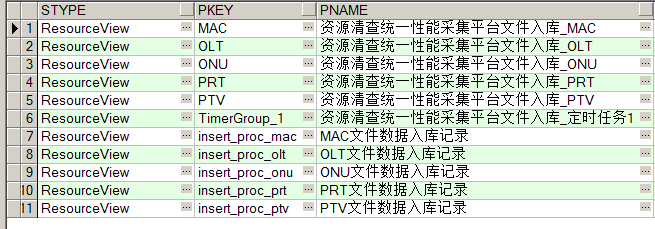 STYPE PKEY PNAME
1 ResourceView MAC 资源清查统一性能采集平台文件入库_MAC
2 ResourceView OLT 资源清查统一性能采集平台文件入库_OLT
3 ResourceView ONU 资源清查统一性能采集平台文件入库_ONU
4 ResourceView PRT 资源清查统一性能采集平台文件入库_PRT
5 ResourceView PTV 资源清查统一性能采集平台文件入库_PTV
6 ResourceView TimerGroup_1 资源清查统一性能采集平台文件入库_定时任务1
7 ResourceView insert_proc_mac MAC文件数据入库记录
8 ResourceView insert_proc_olt OLT文件数据入库记录
9 ResourceView insert_proc_onu ONU文件数据入库记录
10 ResourceView insert_proc_prt PRT文件数据入库记录
11 ResourceView insert_proc_ptv PTV文件数据入库记录